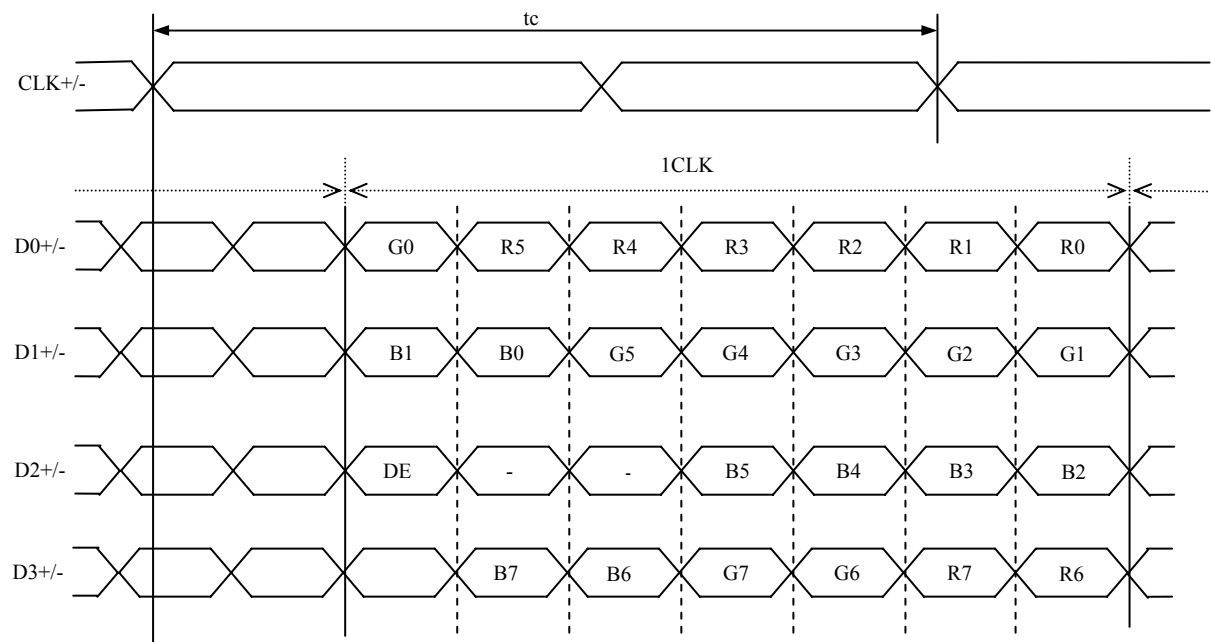 tc
CLK+/-
1CLK
D0+/- G0 R5 R4 R3 R2 R1 R0
D1+/- B1 B0 G5 G4 G3 G2 G1
D2+/- DE - - B5 B4 B3 B2
D3+/- B7 B6 G7 G6 R7 R6